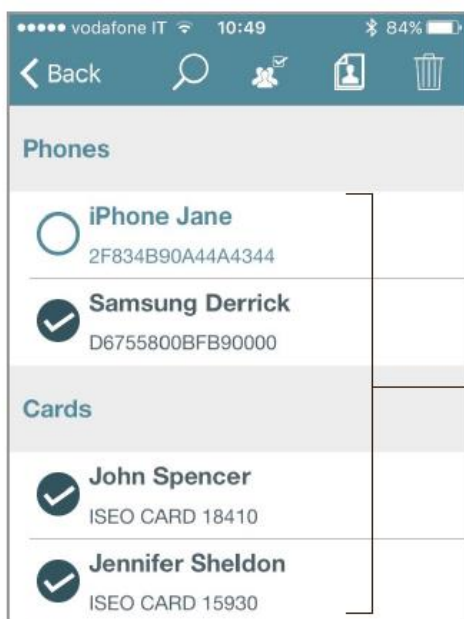 vodafone IT 10:49 84%
Back
Phones
iPhone Jane
2F834B90A44A4344
Samsung Derrick
D6755800BFB90000
Cards
John Spencer
ISEO CARD 18410
Jennifer Sheldon
ISEO CARD 15930